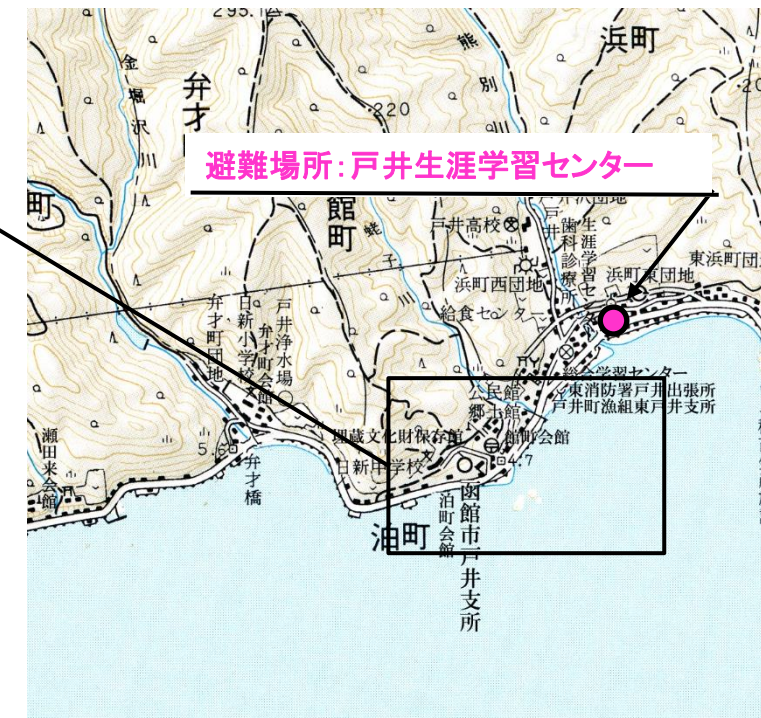 295.
金堀沢川
弁才
220
熊別
浜町
避難場所:戸井生涯学習センター
町
館町
蛯子川
戸井高校
戸井
歯科診療所
生涯学習セ
浜町東団地
東浜町団
浜町西団地
給食センター
弁才町団地
日新小学校
弁才町会館
戸井浄水場
総合学習センター
東消防署戸井出張所
戸井町漁組東戸井支所
公民館
郷土館
館町会館
埋蔵文化財保存館
日新中学校
瀬田来会館
5.6
弁才橋
4.7
泊町
泊町会館
函館市戸井支所